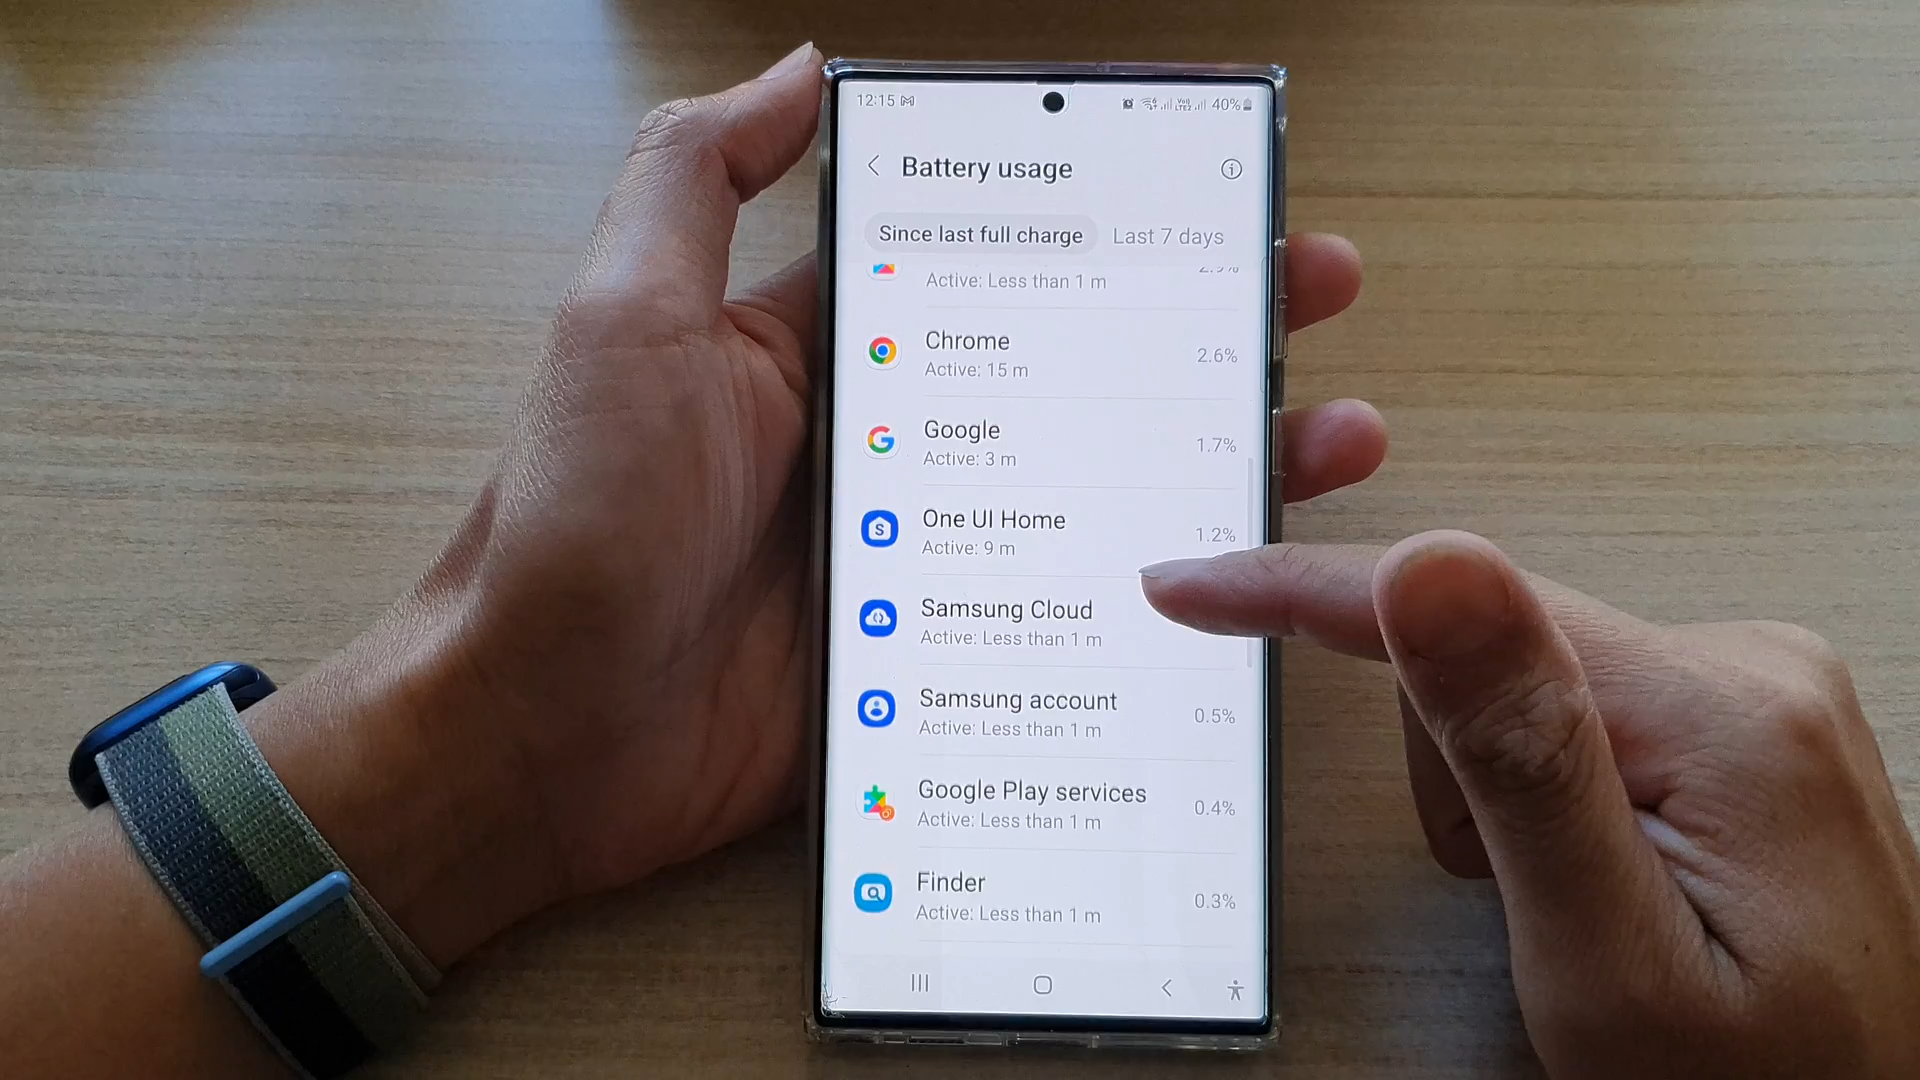 12:15 40%
Battery usage
Since last full charge Last 7 days
Active: Less than 1 m
Chrome
Active: 15 m
2.6%
Google
Active: 3 m
1.7%
One UI Home
Active: 9 m
1.2%
Samsung Cloud
Active: Less than 1 m
Samsung account
Active: Less than 1 m
0.5%
Google Play services
Active: Less than 1 m
0.4%
Finder
Active: Less than 1 m
0.3%